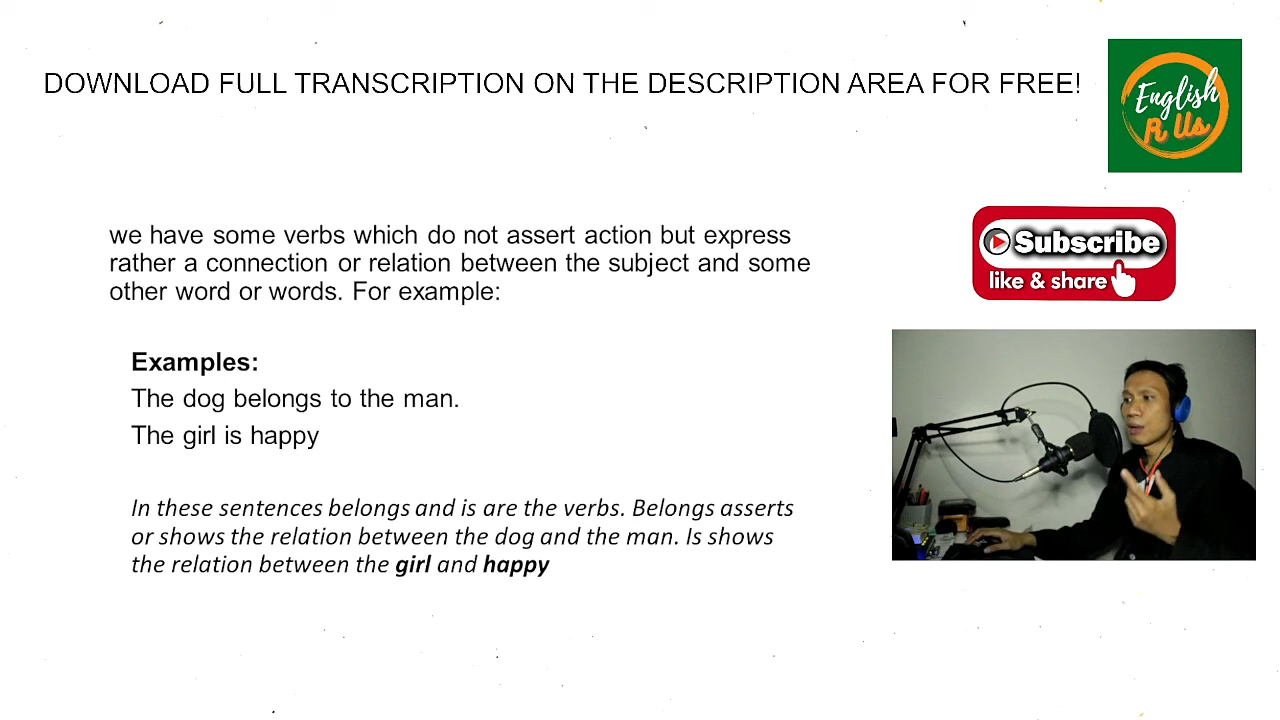 DOWNLOAD FULL TRANSCRIPTION ON THE DESCRIPTION AREA FOR FREE!
English
R Us
we have some verbs which do not assert action but express
rather a connection or relation between the subject and some
other word or words. For example:
Subscribe
like & share
Examples:
The dog belongs to the man.
The girl is happy
In these sentences belongs and is are the verbs. Belongs asserts
or shows the relation between the dog and the man. Is shows
the relation between the girl and happy